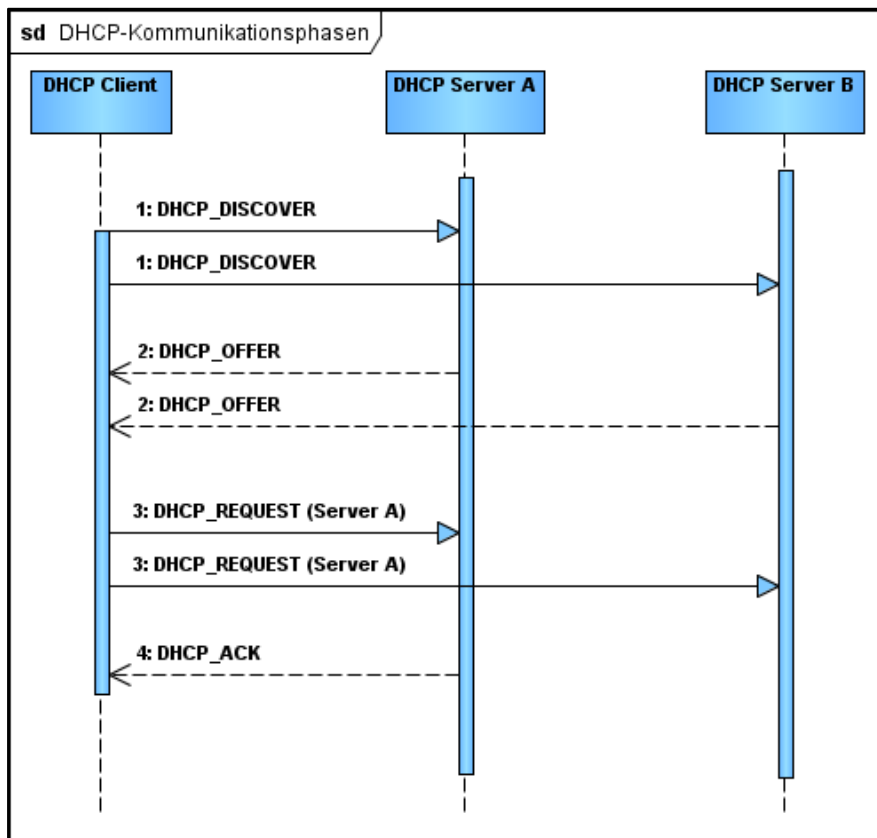 sd DHCP-Kommunikationsphasen
DHCP Client
DHCP Server A
DHCP Server B
1: DHCP_DISCOVER
1: DHCP_DISCOVER
2: DHCP_OFFER
2: DHCP_OFFER
3: DHCP_REQUEST (Server A)
3: DHCP_REQUEST (Server A)
4: DHCP_ACK